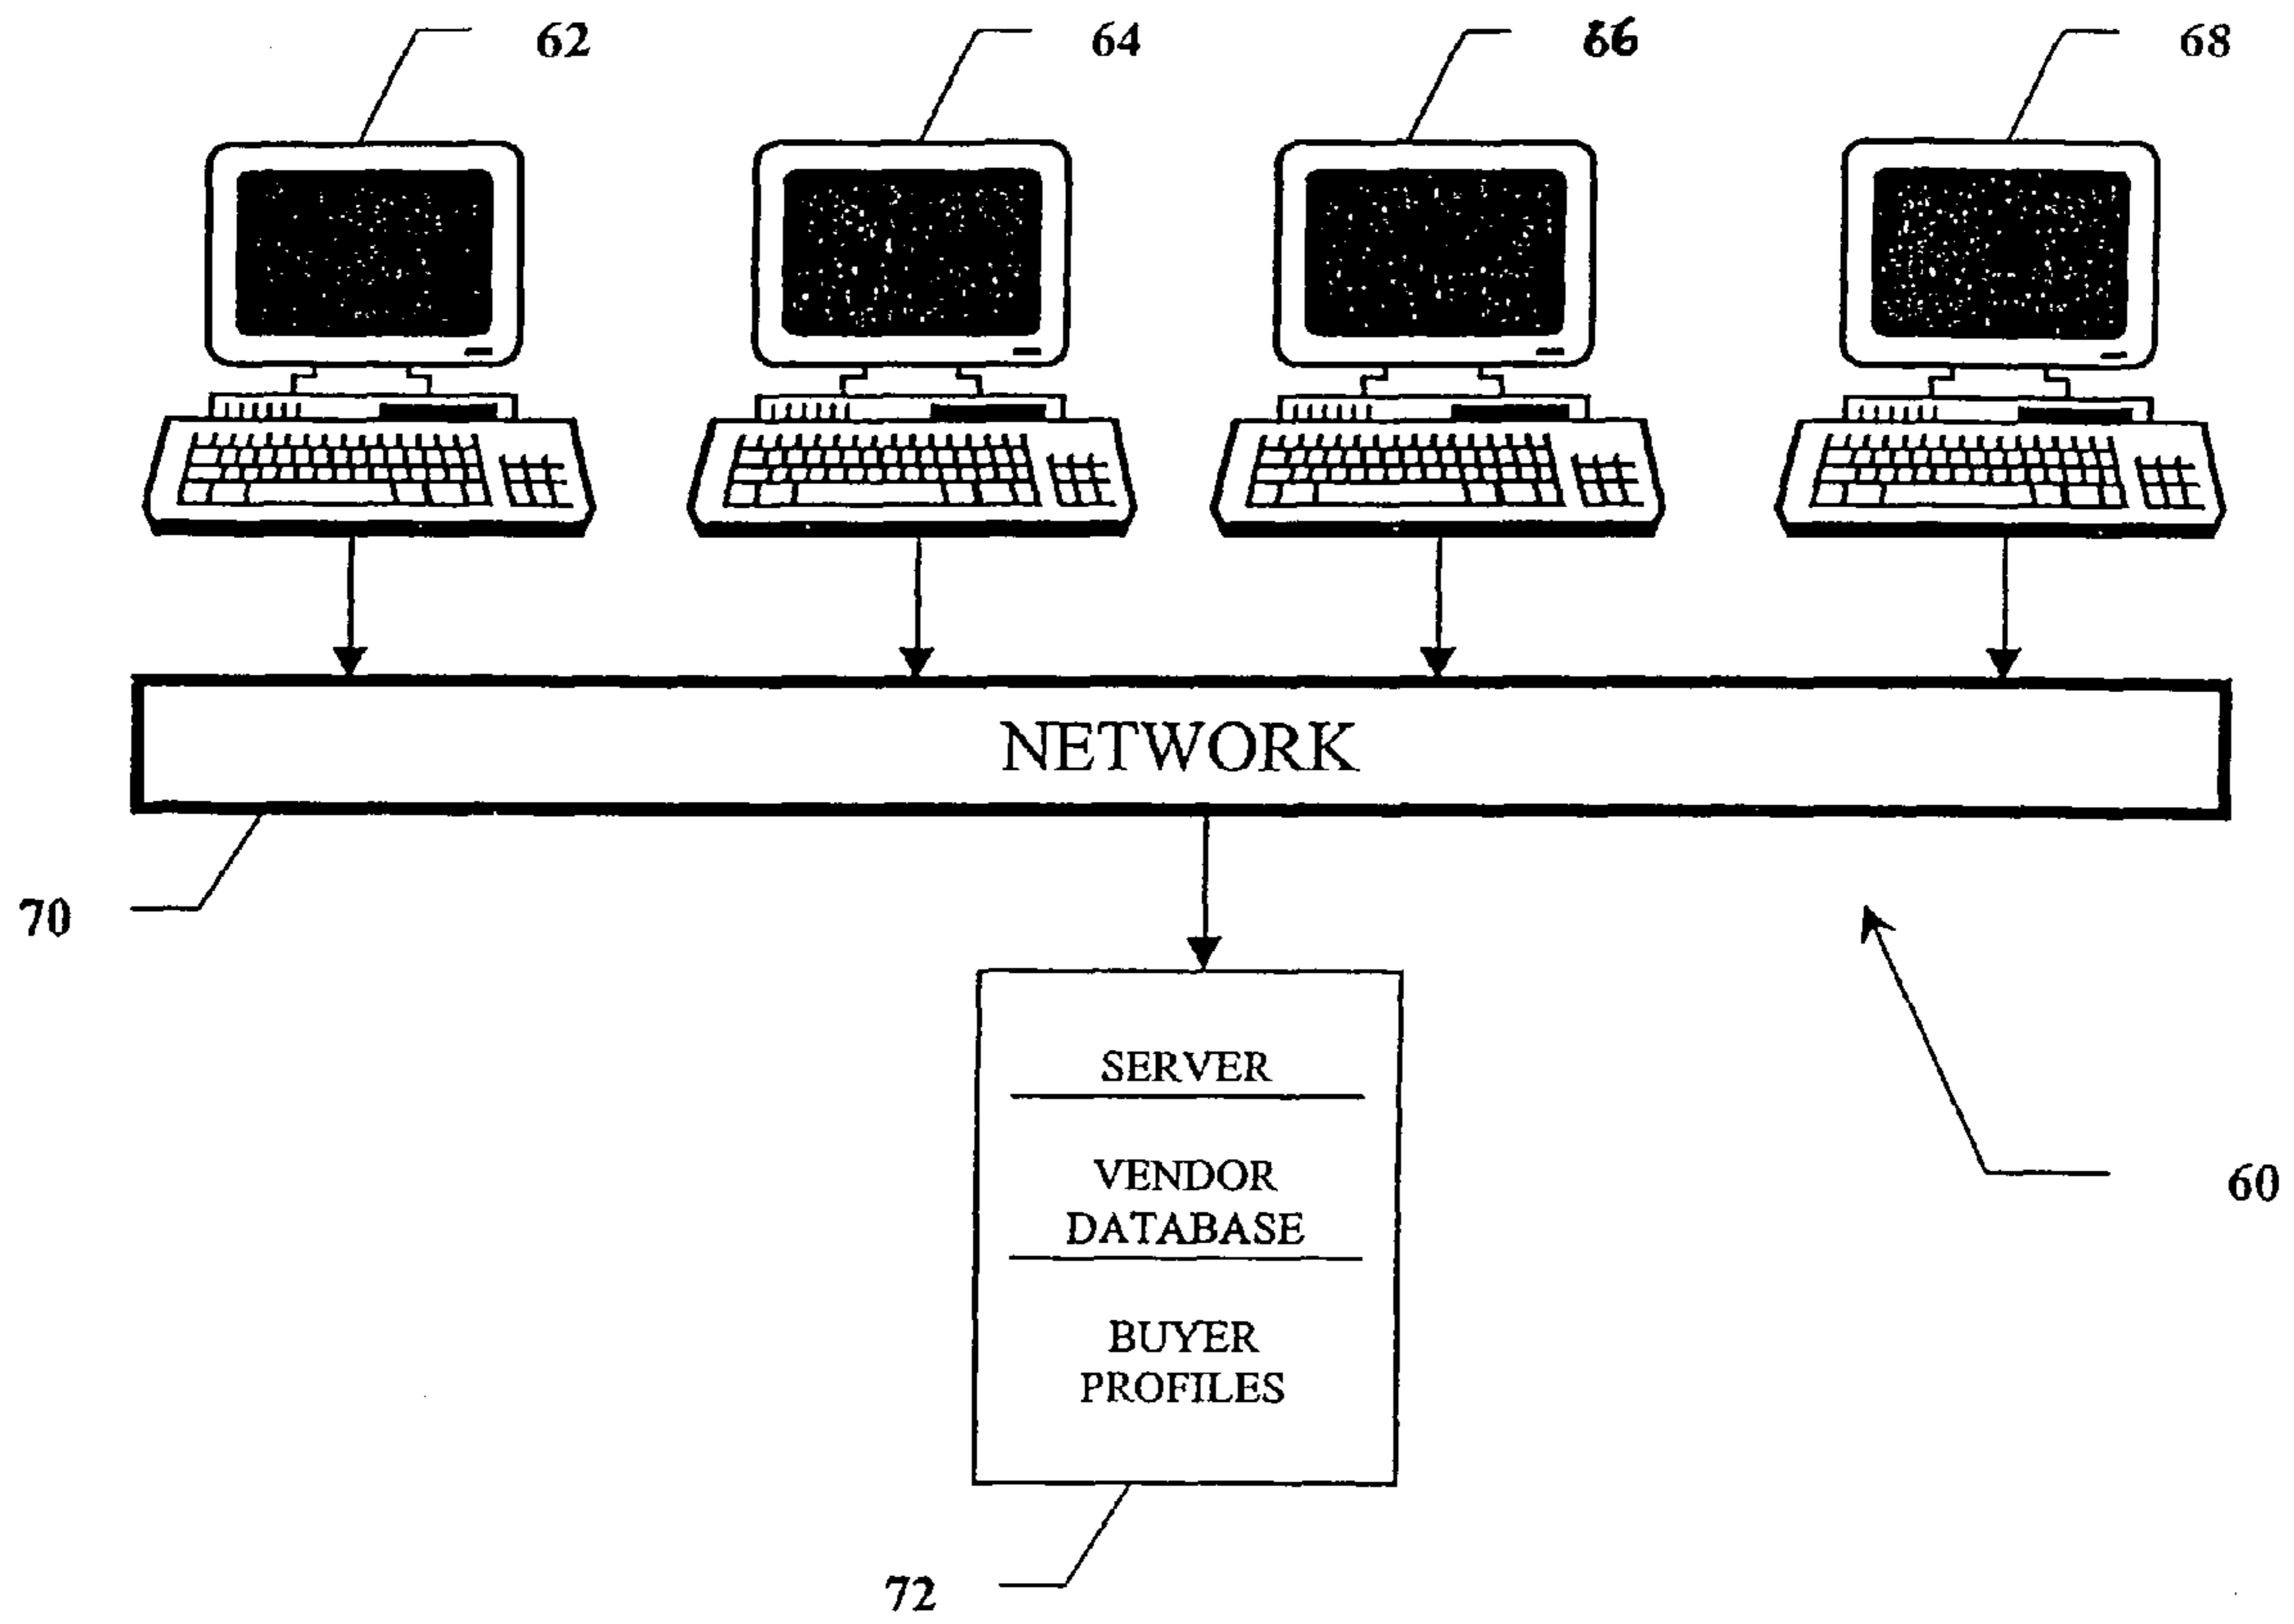 62
64
66
68
NETWORK
70
SERVER
VENDOR
DATABASE
60
BUYER
PROFILES
72